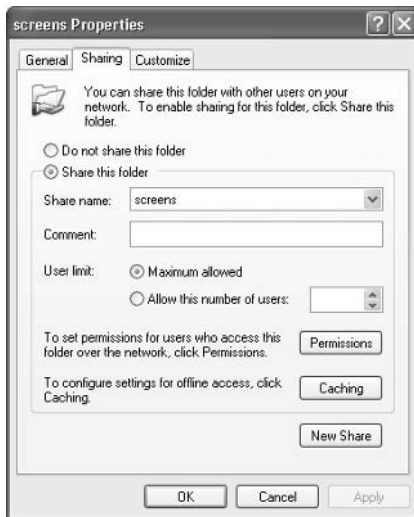 screens Properties
General Sharing Customize
You can share this folder with other users on your
network. To enable sharing for this folder, click Share this
folder.
Do not share this folder
Share this folder
Share name: screens
Comment:
User limit: Maximum allowed
Allow this number of users:
To set permissions for users who access this
folder over the network, click Permissions.
Permissions
To configure settings for offline access, click
Caching.
Caching
New Share
OK Cancel Apply